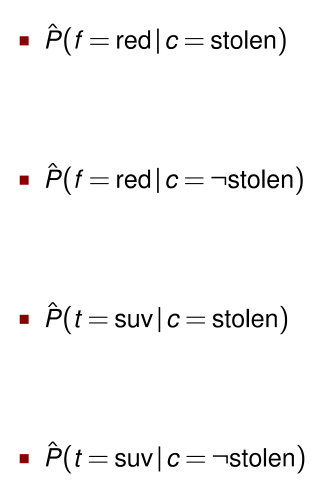 ▪ P̂(f = red | c = stolen)
▪ P̂(f = red | c = ¬stolen)
▪ P̂(t = suv | c = stolen)
▪ P̂(t = suv | c = ¬stolen)